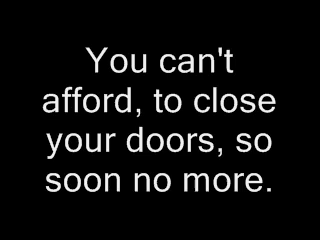 You can't
afford, to close
your doors, so
soon no more.